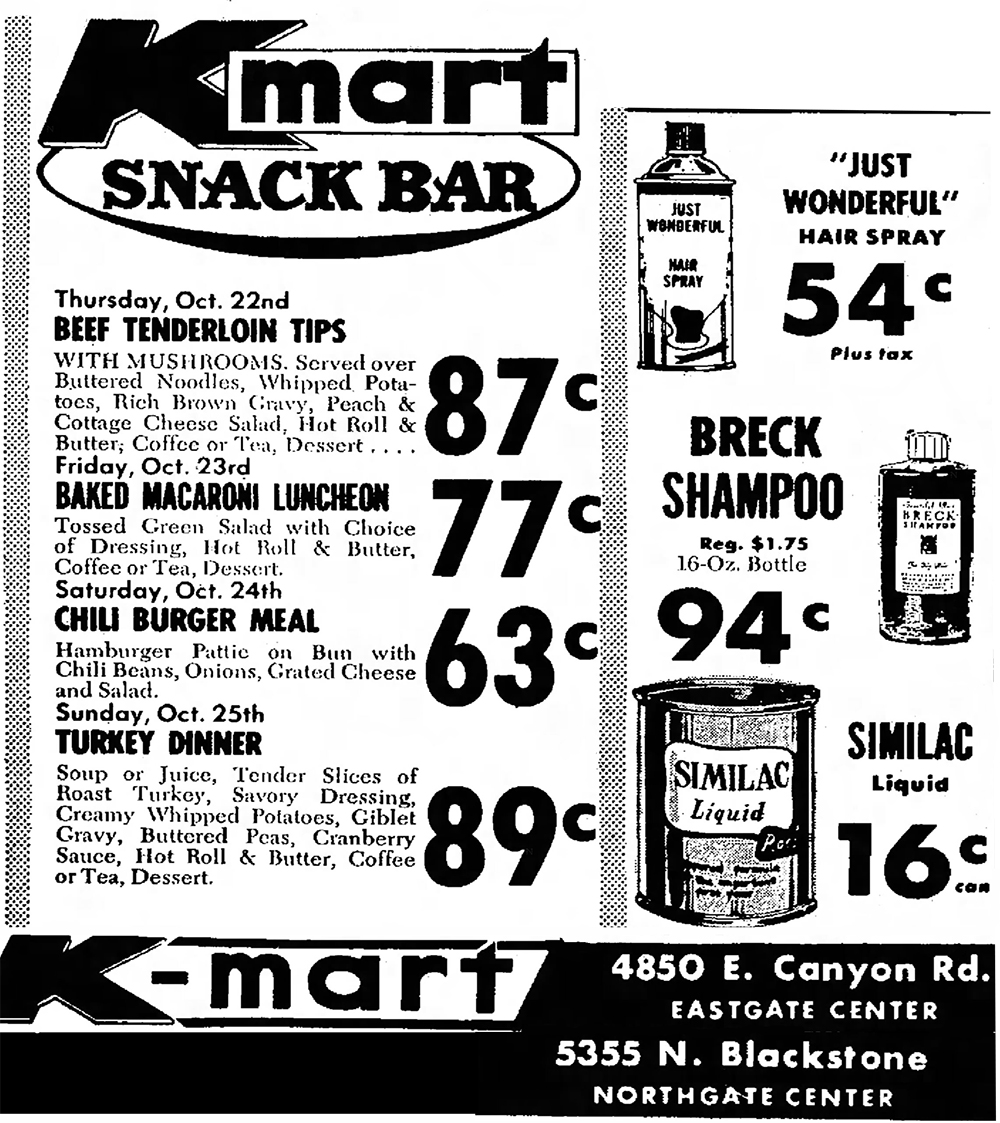 Kmart
SNACK BAR
Thursday, Oct. 22nd
BEEF TENDERLOIN TIPS
WITH MUSHROOMS. Served over
Buttered Noodles, Whipped Pota-
toes, Rich Brown Gravy, Peach &
Cottage Cheese Salad, Hot Roll &
Butter, Coffee or Tea, Dessert ....
87c
Friday, Oct. 23rd
BAKED MACARONI LUNCHEON
Tossed Green Salad with Choice
of Dressing, Hot Roll & Butter,
Coffee or Tea, Dessert.
77c
Saturday, Oct. 24th
CHILI BURGER MEAL
Hamburger Pattie on Bun with
Chili Beans, Onions, Grated Cheese
and Salad.
63c
Sunday, Oct. 25th
TURKEY DINNER
Soup or Juice, Tender Slices of
Roast Turkey, Savory Dressing,
Creamy Whipped Potatoes, Giblet
Gravy, Buttered Peas, Cranberry
Sauce, Hot Roll & Butter, Coffee
or Tea, Dessert.
89c
JUST
WONDERFUL
HAIR
SPRAY
"JUST
WONDERFUL"
HAIR SPRAY
54c
Plus tax
BRECK
SHAMPOO
Reg. $1.75
16-Oz. Bottle
94c
BRECK
SHAMPOO
SIMILAC
Liquid
SIMILAC
Liquid
16c
can
K-mart
4850 E. Canyon Rd.
EASTGATE CENTER
5355 N. Blackstone
NORTHGATE CENTER